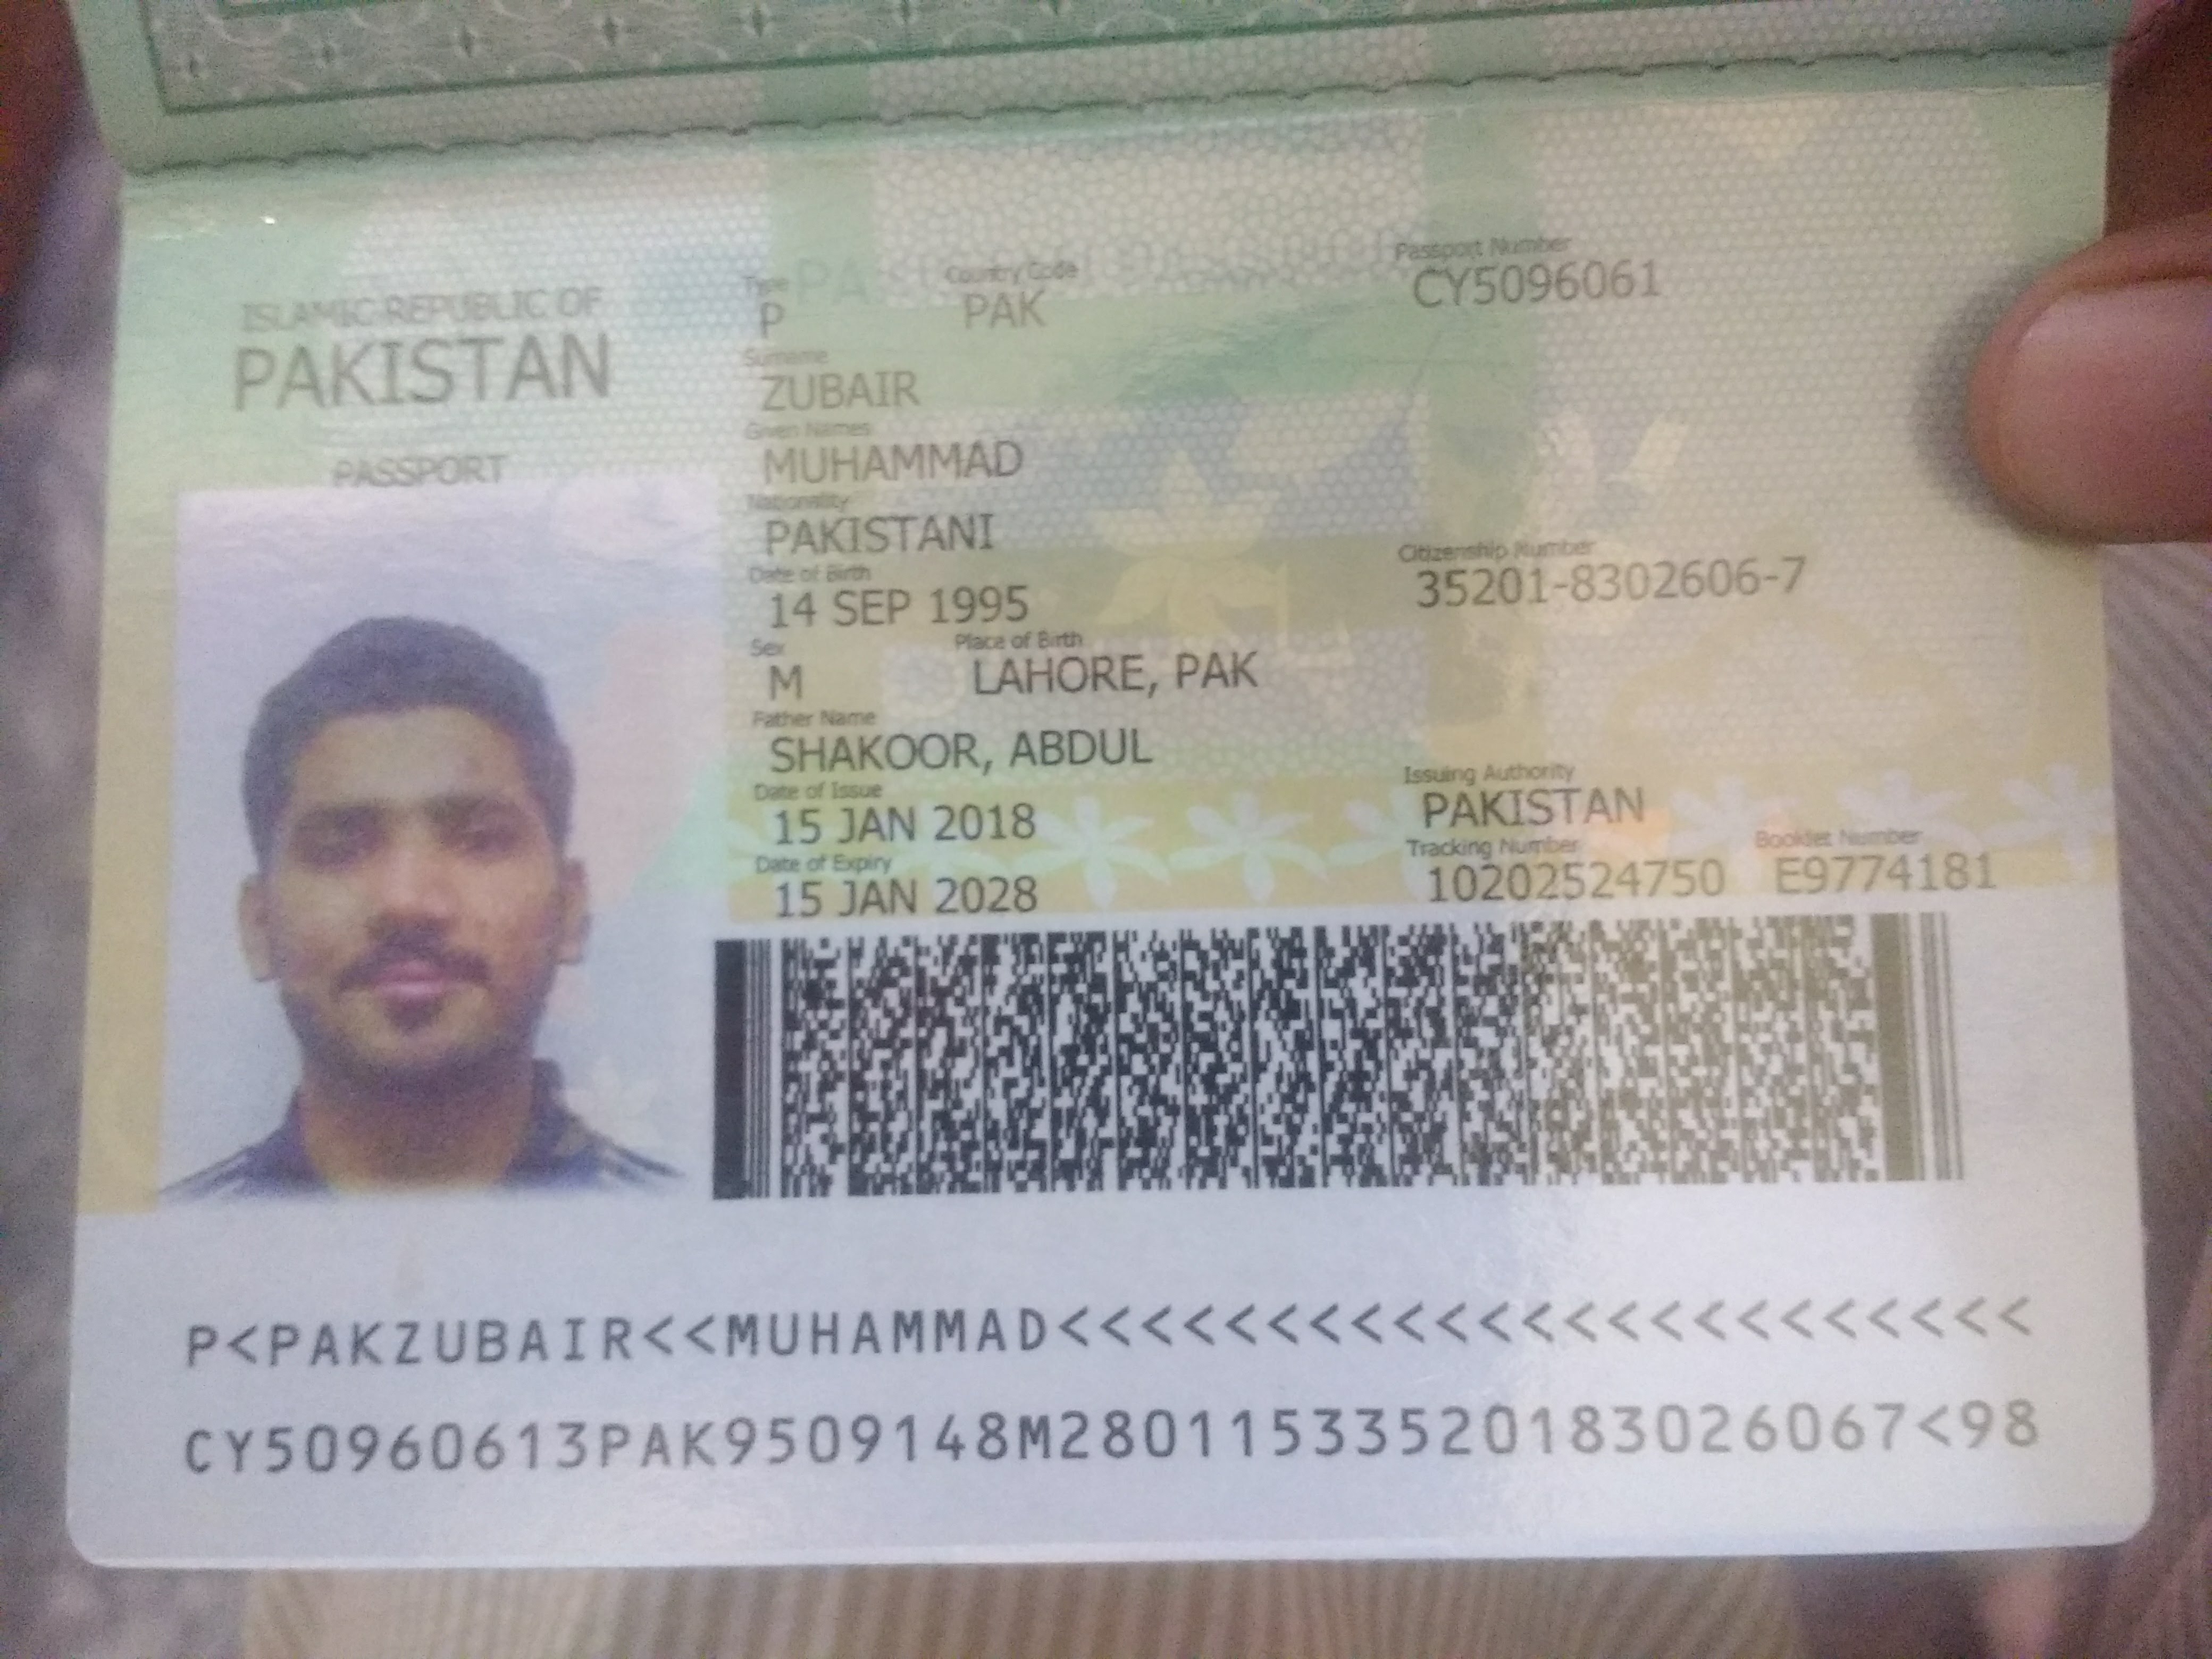 ISLAMIC REPUBLIC OF
PAKISTAN
PASSPORT
Type
P
Country Code
PAK
Passport Number
CY5096061
Surname
ZUBAIR
Given Names
MUHAMMAD
Nationality
PAKISTANI
Date of Birth
14 SEP 1995
Citizenship Number
35201-8302606-7
Sex
M
Place of Birth
LAHORE, PAK
Father Name
SHAKOOR, ABDUL
Date of Issue
15 JAN 2018
Issuing Authority
PAKISTAN
Date of Expiry
15 JAN 2028
Tracking Number
10202524750
Booklet Number
E9774181
P<PAKZUBAIR<<MUHAMMAD<<<<<<<<<<<<<<<<<<<<<<<
CY50960613PAK9509148M28011533520183026067<98